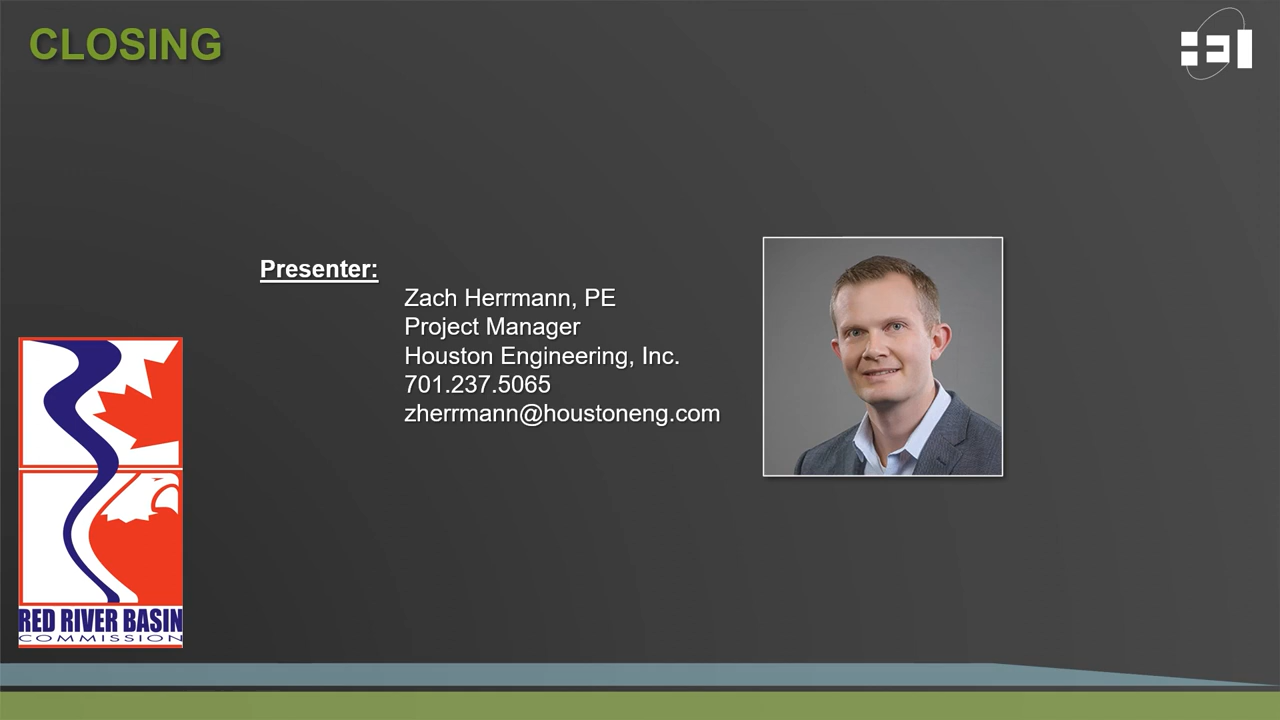 CLOSING
Presenter:
Zach Herrmann, PE
Project Manager
Houston Engineering, Inc.
701.237.5065
zherrmann@houstoneng.com
RED RIVER BASIN
COMMISSION